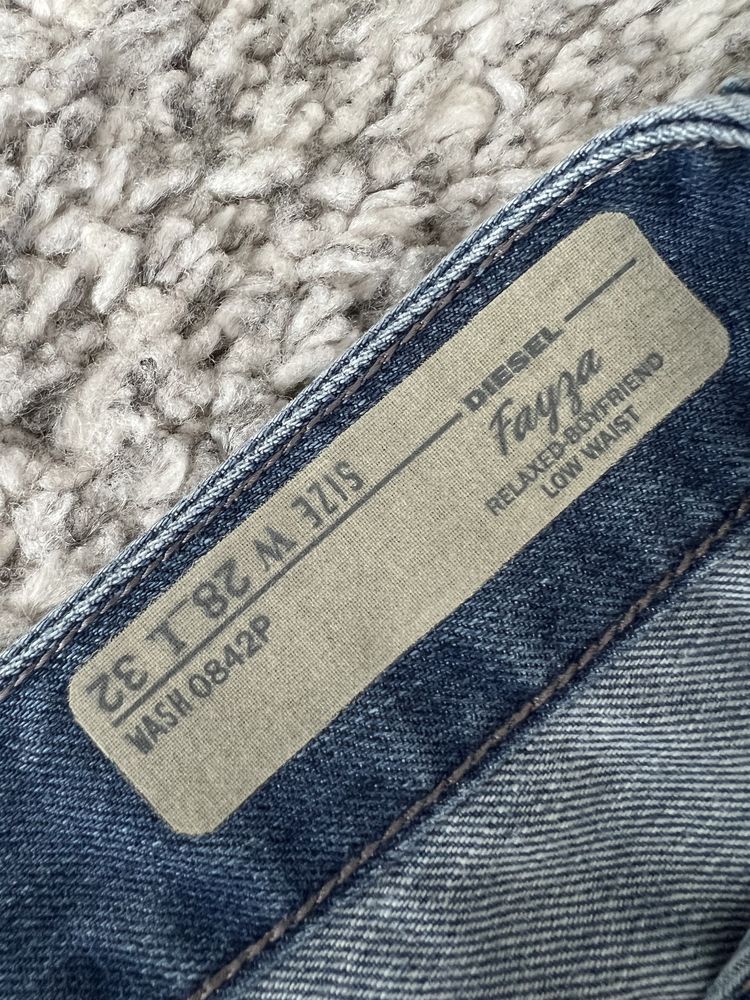 DIESEL
Fayza
RELAXED-BOYFRIEND
LOW WAIST
SIZE W 28 L 32
WASH 0842P